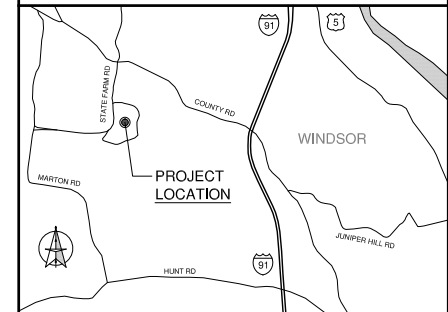 91
5
STATE FARM RD
COUNTY RD
WINDSOR
PROJECT
LOCATION
MARTON RD
JUNIPER HILL RD
91
HUNT RD